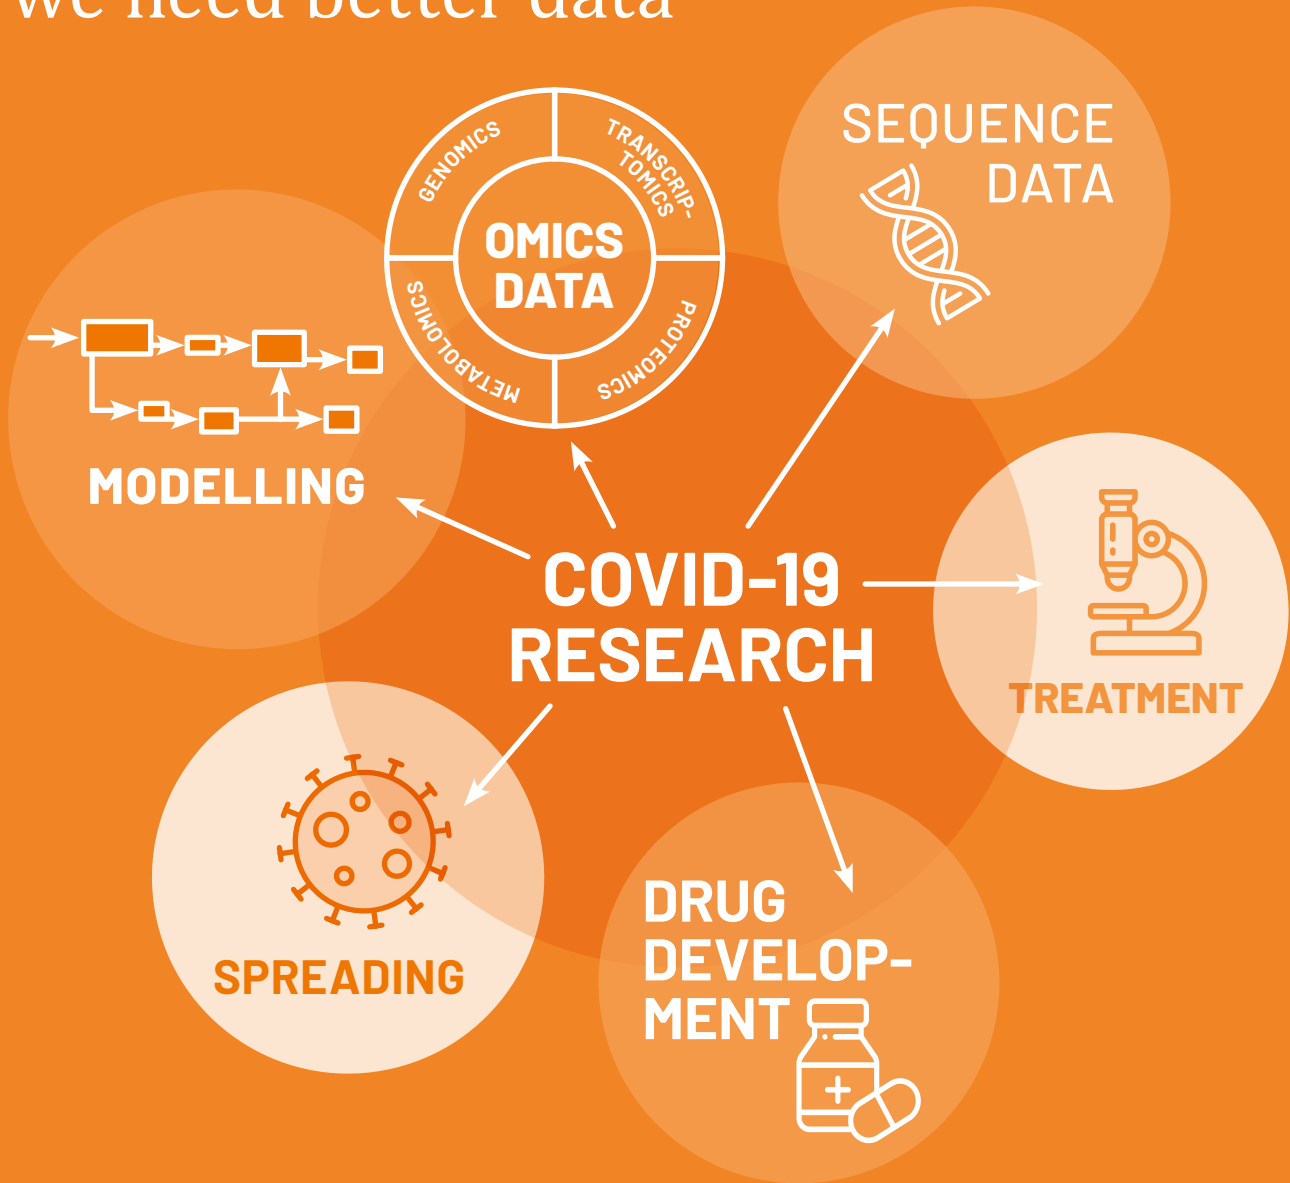 we need better data
SEQUENCE
DATA
GENOMICS
TRANSCRIP-
TOMICS
OMICS
DATA
METABOLOMICS
PROTEOMICS
MODELLING
COVID-19
RESEARCH
TREATMENT
SPREADING
DRUG
DEVELOP-
MENT